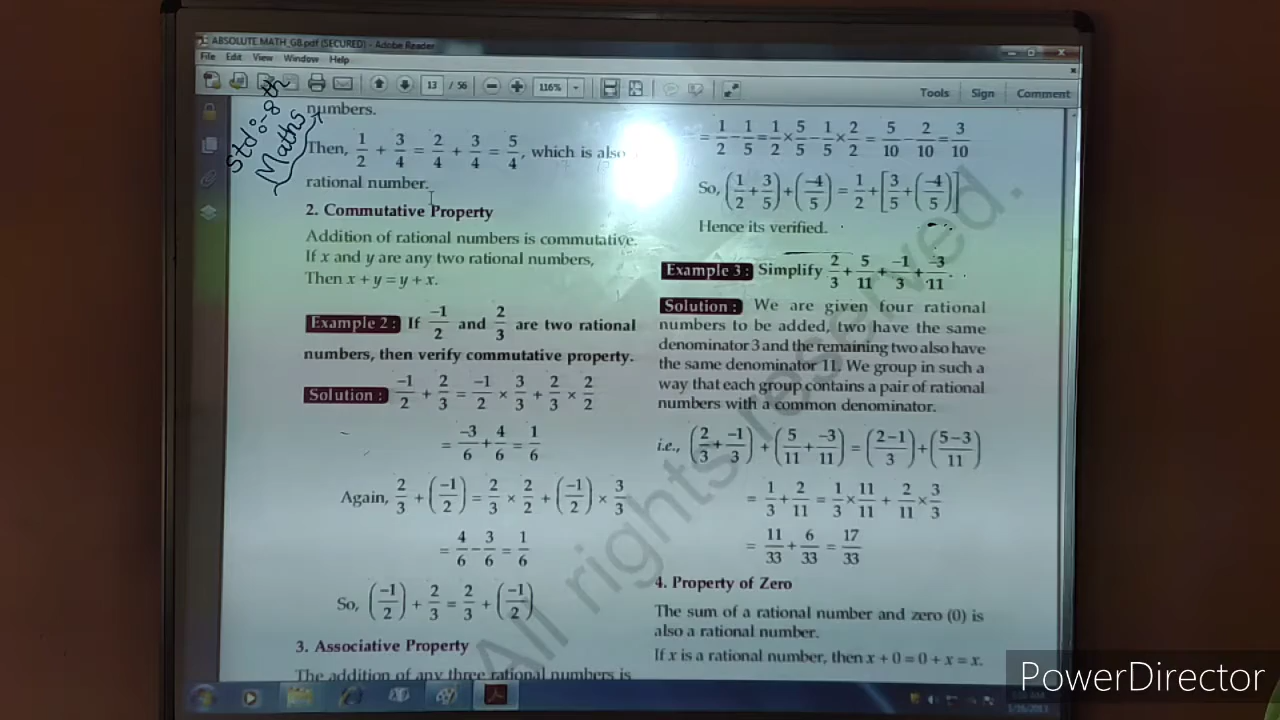 ABSOLUTE MATH_G8.pdf (SECURED) - Adobe Reader
File Edit View Window Help
13 / 56 116% Tools Sign Comment
Std :- 8th
Maths
numbers.
Then, 1/2 + 3/4 = 2/4 + 3/4 = 5/4, which is also
rational number.
2. Commutative Property
Addition of rational numbers is commutative.
If x and y are any two rational numbers,
Then x + y = y + x.
Example 2 : If -1/2 and 2/3 are two rational
numbers, then verify commutative property.
Solution : -1/2 + 2/3 = -1/2 × 3/3 + 2/3 × 2/2
= -3/6 + 4/6 = 1/6
Again, 2/3 + (-1/2) = 2/3 × 2/2 + (-1/2) × 3/3
= 4/6 - 3/6 = 1/6
So, (-1/2) + 2/3 = 2/3 + (-1/2)
3. Associative Property
The addition of any three rational numbers is
= 1/2 - 1/5 = 1/2 × 5/5 - 1/5 × 2/2 = 5/10 - 2/10 = 3/10
So, (1/2 + 3/5) + (-4/5) = 1/2 + [3/5 + (-4/5)]
Hence its verified.
Example 3 : Simplify 2/3 + 5/11 + -1/3 + -3/11.
Solution : We are given four rational
numbers to be added, two have the same
denominator 3 and the remaining two also have
the same denominator 11. We group in such a
way that each group contains a pair of rational
numbers with a common denominator.
i.e., (2/3 + -1/3) + (5/11 + -3/11) = (2-1/3) + (5-3/11)
= 1/3 + 2/11 = 1/3 × 11/11 + 2/11 × 3/3
= 11/33 + 6/33 = 17/33
4. Property of Zero
The sum of a rational number and zero (0) is
also a rational number.
If x is a rational number, then x + 0 = 0 + x = x.
All rights reserved.
PowerDirector